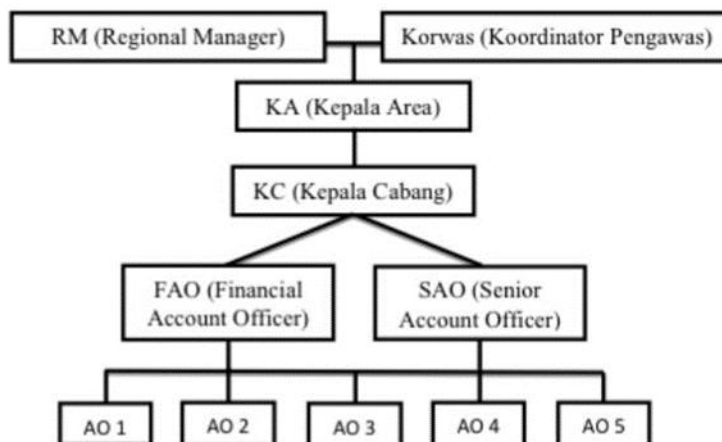 RM (Regional Manager)
Korwas (Koordinator Pengawas)
KA (Kepala Area)
KC (Kepala Cabang)
FAO (Financial
Account Officer)
SAO (Senior
Account Officer)
AO 1
AO 2
AO 3
AO 4
AO 5